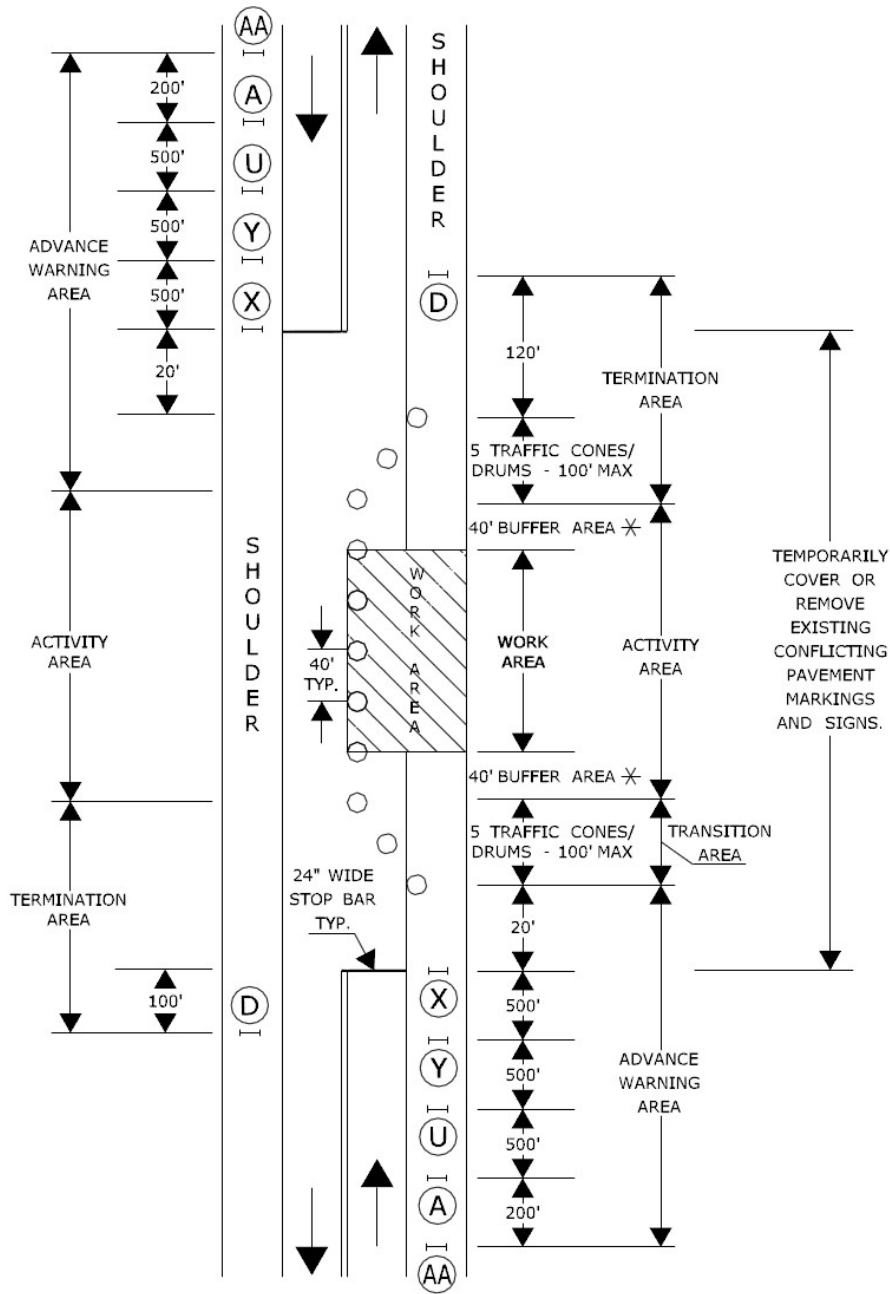 AA
200'
A
500'
U
500'
Y
500'
X
20'
ADVANCE
WARNING
AREA
SHOULDER
D
120'
TERMINATION
AREA
5 TRAFFIC CONES/
DRUMS - 100' MAX
40' BUFFER AREA *
SHOULDER
WORK AREA
WORK
AREA
ACTIVITY
AREA
ACTIVITY
AREA
40'
TYP.
TEMPORARILY
COVER OR
REMOVE
EXISTING
CONFLICTING
PAVEMENT
MARKINGS
AND SIGNS.
40' BUFFER AREA *
5 TRAFFIC CONES/
DRUMS - 100' MAX
TRANSITION
AREA
24" WIDE
STOP BAR
TYP.
TERMINATION
AREA
20'
100'
D
X
500'
Y
500'
U
500'
A
200'
AA
ADVANCE
WARNING
AREA